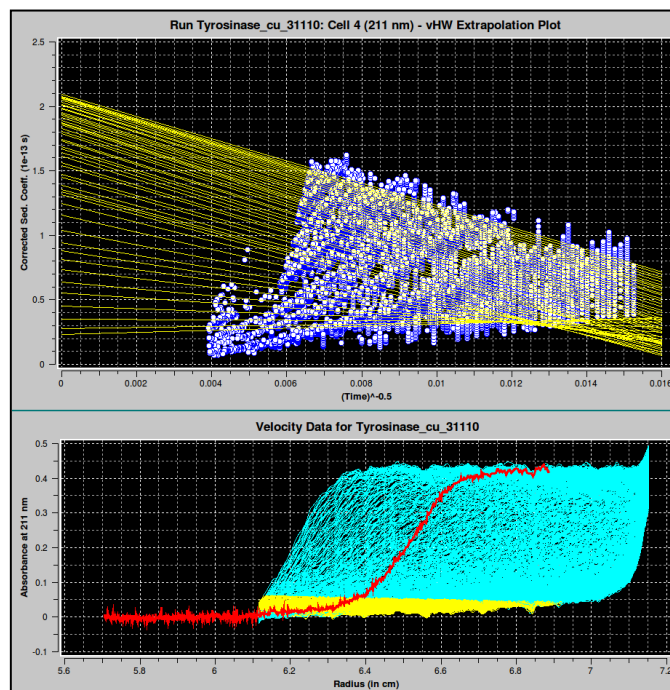 Run Tyrosinase_cu_31110: Cell 4 (211 nm) - vHW Extrapolation Plot
Corrected Sed. Coeff. (1e-13 s)
2.5
2
1.5
1
0.5
0
0 0.002 0.004 0.006 0.008 0.01 0.012 0.014 0.016
(Time)^-0.5
Velocity Data for Tyrosinase_cu_31110
Absorbance at 211 nm
0.5
0.4
0.3
0.2
0.1
0
-0.1
5.6 5.8 6 6.2 6.4 6.6 6.8 7 7.2
Radius (in cm)